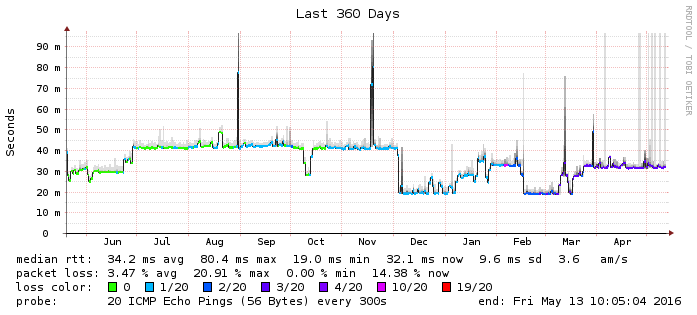 Last 360 Days
RRDTOOL / TOBI OETIKER
Seconds
90 m
80 m
70 m
60 m
50 m
40 m
30 m
20 m
10 m
0
Jun Jul Aug Sep Oct Nov Dec Jan Feb Mar Apr
median rtt: 34.2 ms avg 80.4 ms max 19.0 ms min 32.1 ms now 9.6 ms sd 3.6 am/s
packet loss: 3.47 % avg 20.91 % max 0.00 % min 14.38 % now
loss color: 0 1/20 2/20 3/20 4/20 10/20 19/20
probe: 20 ICMP Echo Pings (56 Bytes) every 300s end: Fri May 13 10:05:04 2016